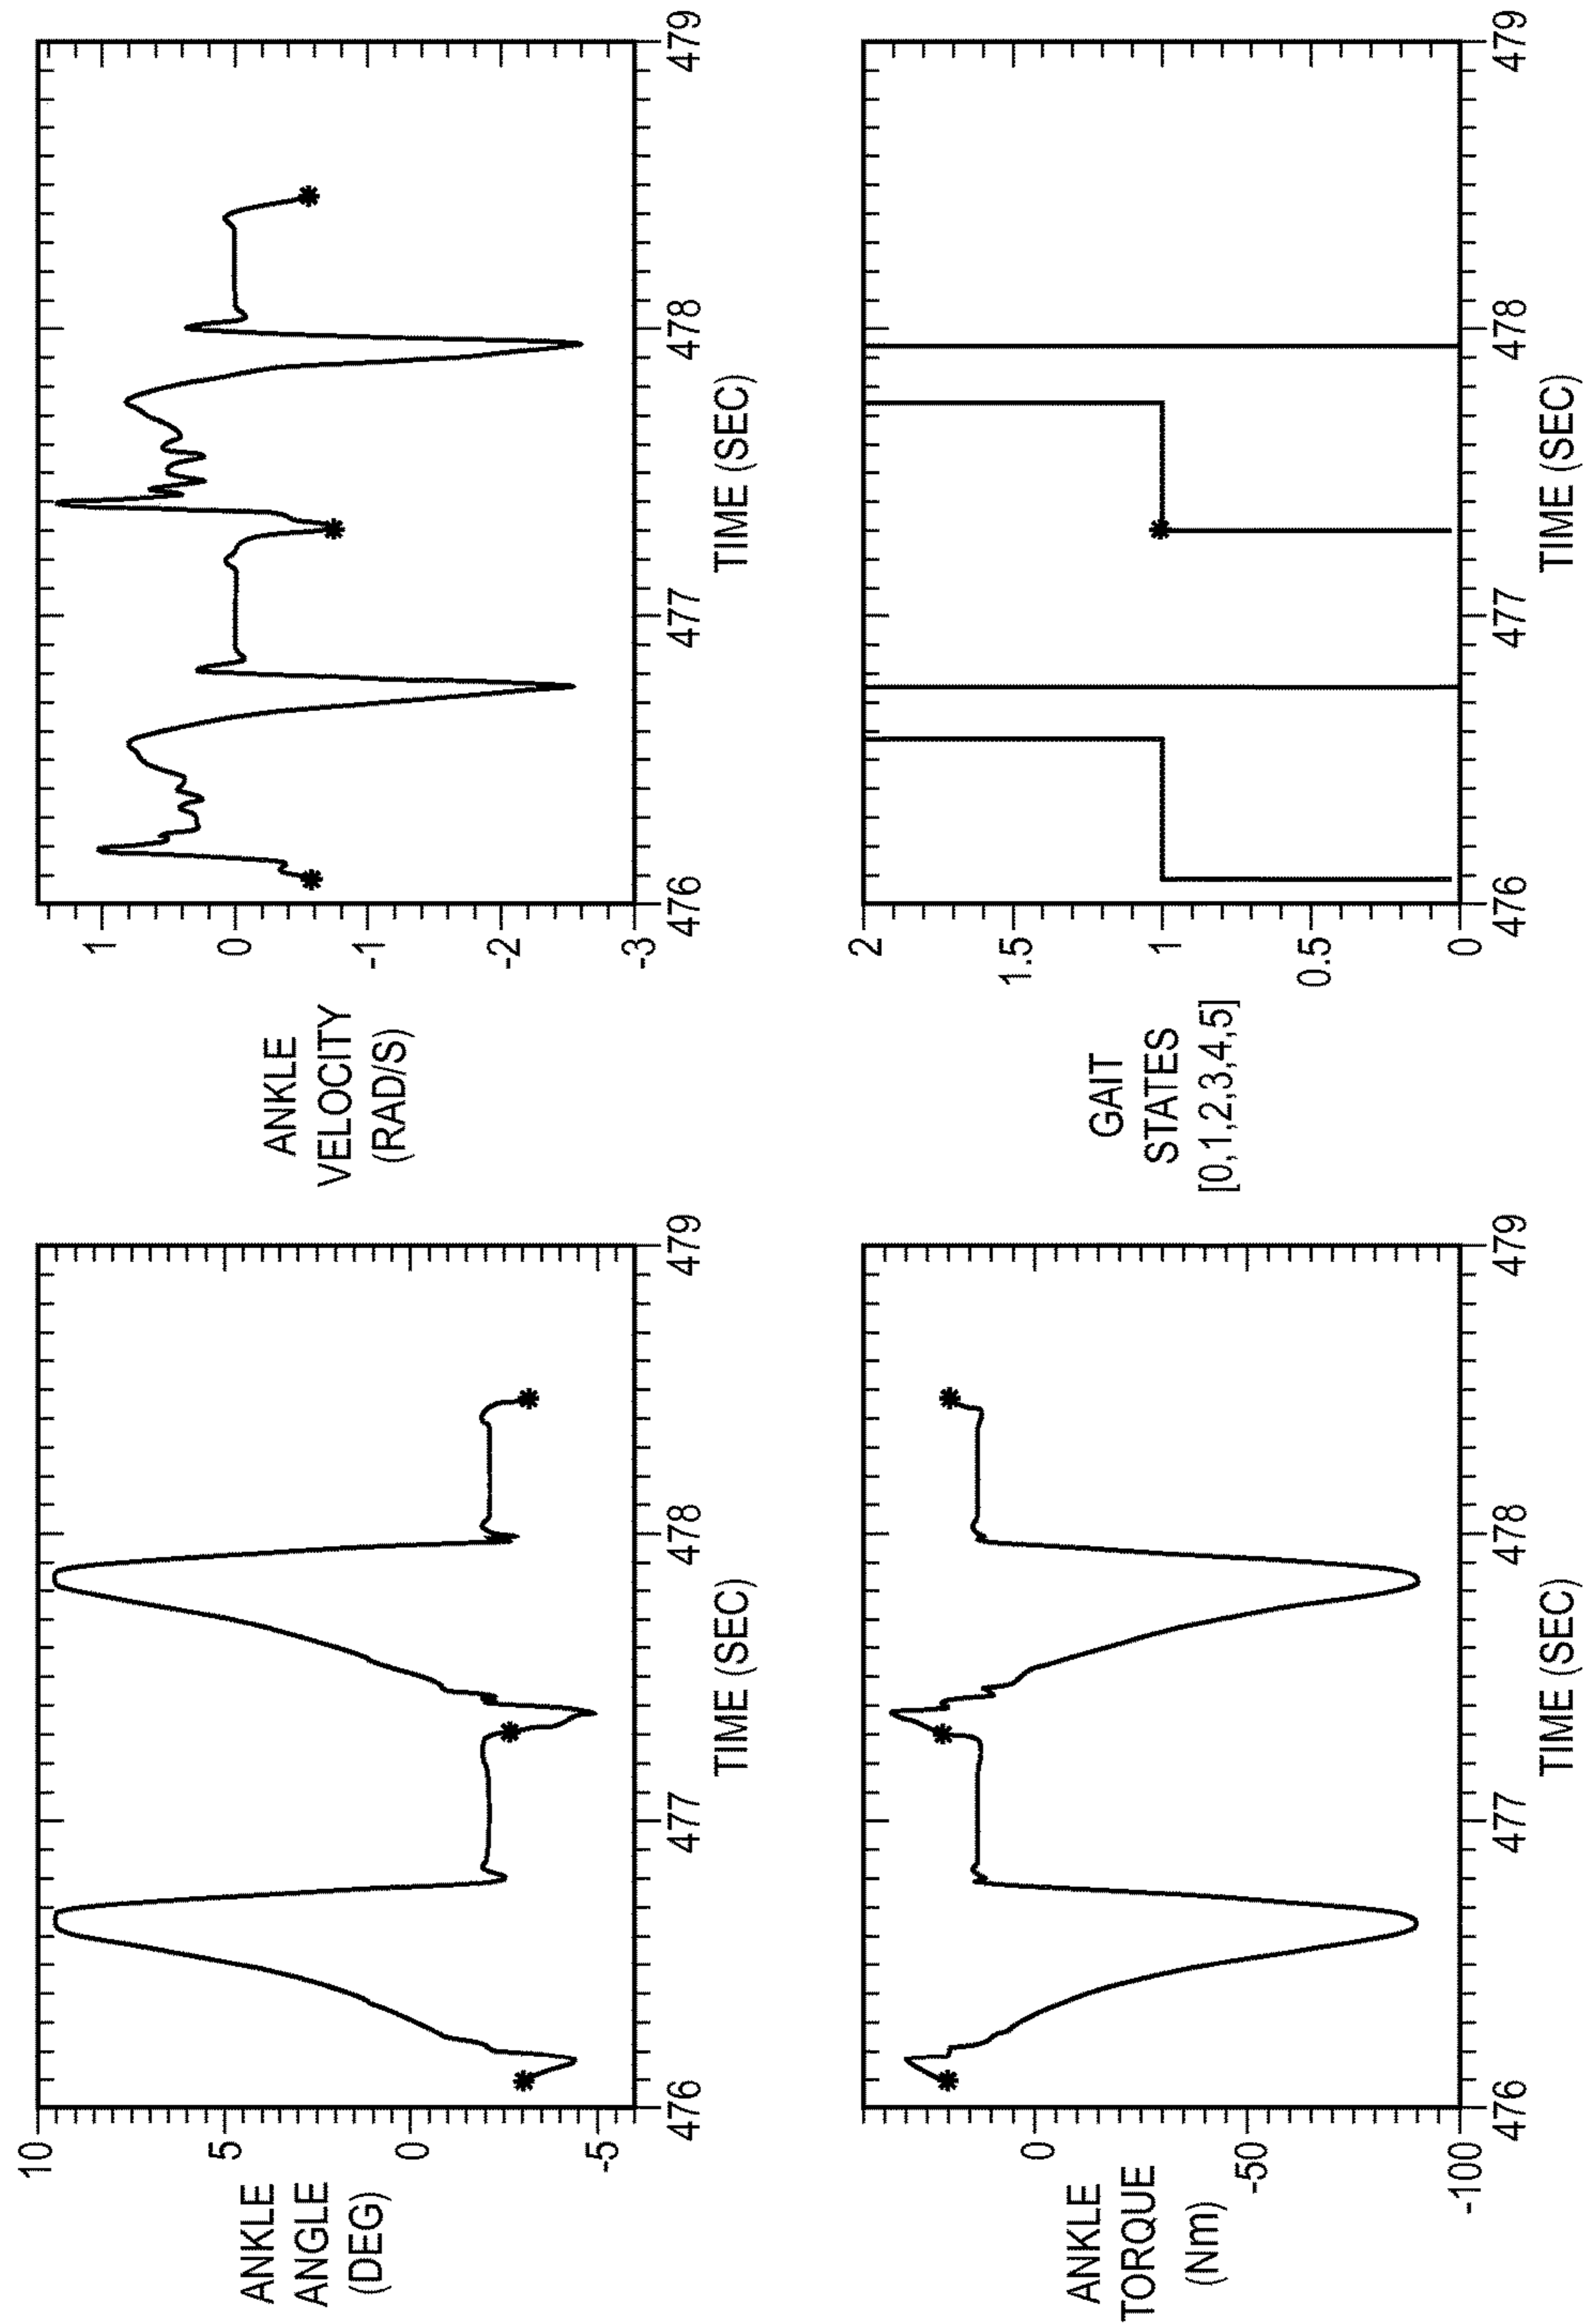 ANKLE
ANGLE
(DEG)
10
5
0
-5
476
477
478
479
TIME (SEC)
ANKLE
VELOCITY
(RAD/S)
1
0
-1
-2
-3
476
477
478
479
TIME (SEC)
ANKLE
TORQUE
(Nm)
0
-50
-100
476
477
478
479
TIME (SEC)
GAIT
STATES
[0,1,2,3,4,5]
2
1.5
1
0.5
0
476
477
478
479
TIME (SEC)